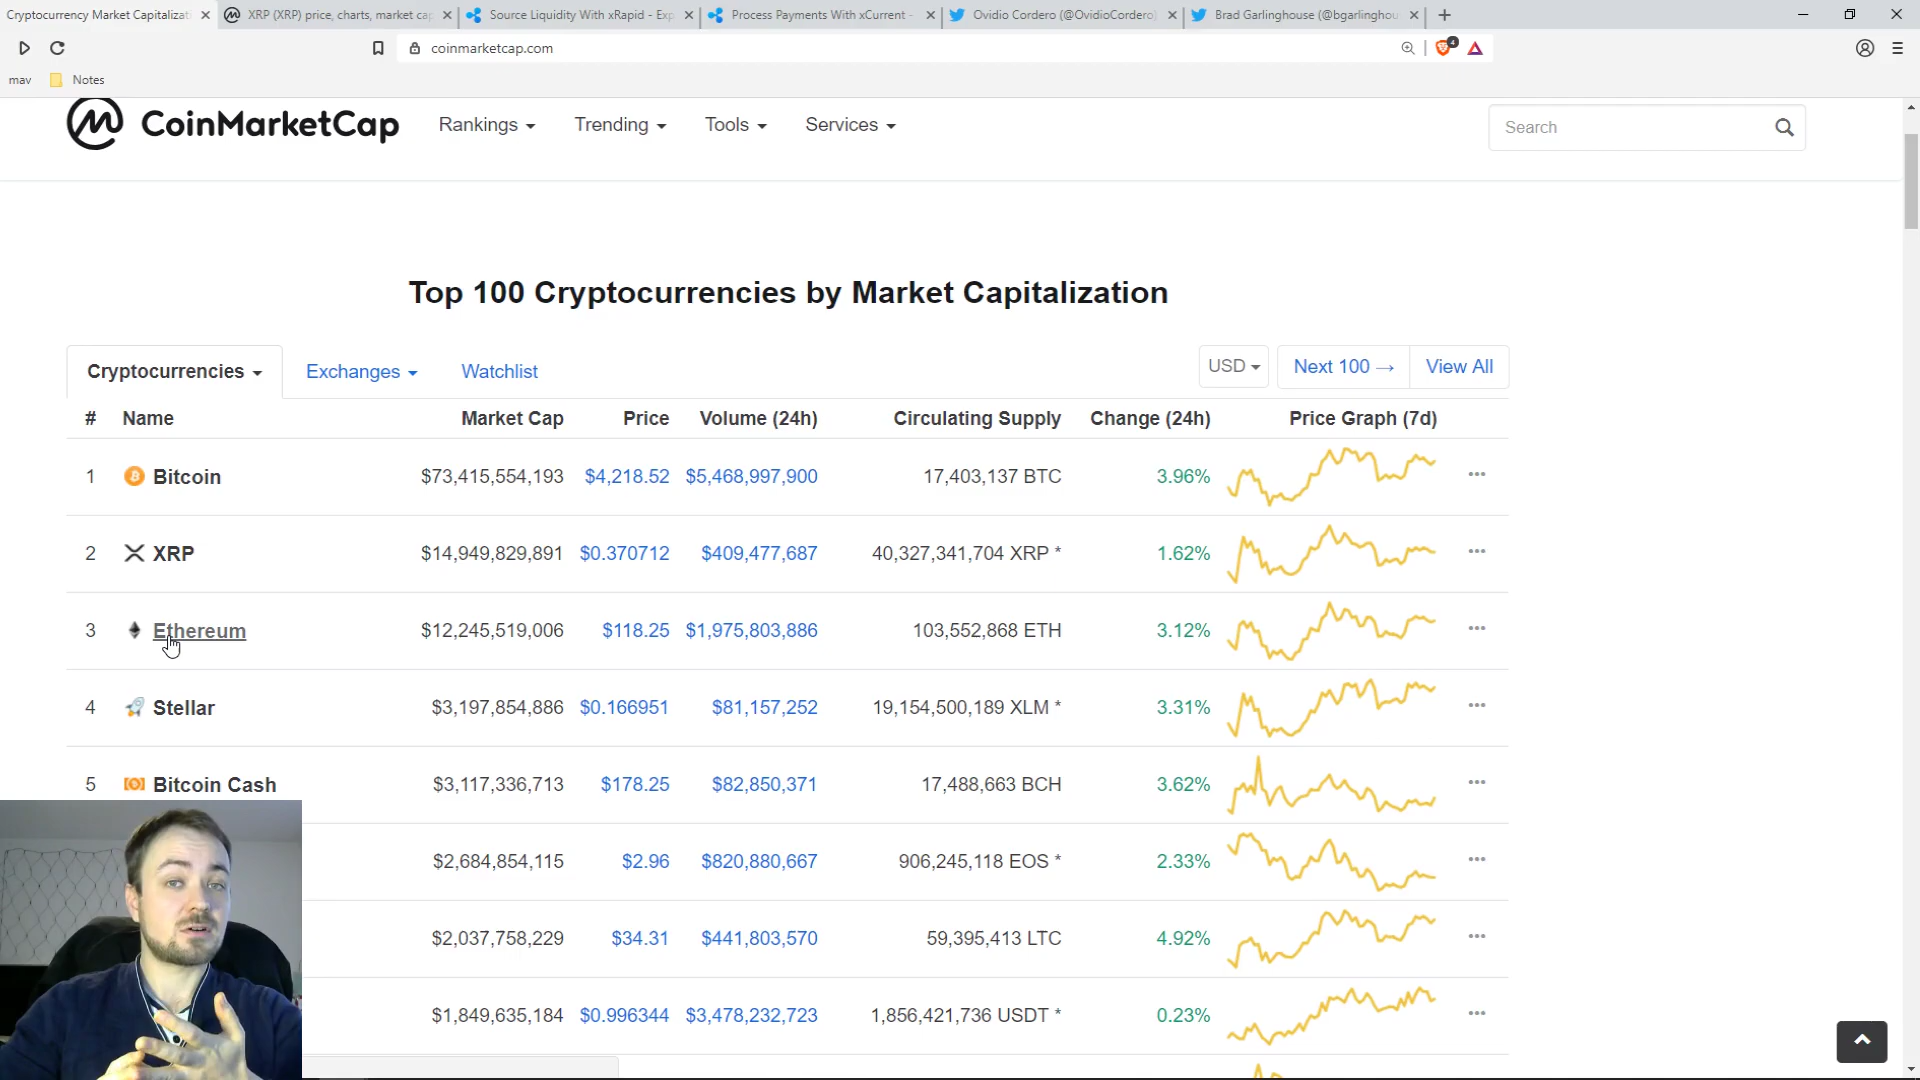 Cryptocurrency Market Capitalizat
XRP (XRP) price, charts, market cap
Source Liquidity With xRapid - Exp
Process Payments With xCurrent -
Ovidio Cordero (@OvidioCordero)
Brad Garlinghouse (@bgarlinghou
coinmarketcap.com
4
mav
Notes
CoinMarketCap
Rankings
Trending
Tools
Services
Search
Top 100 Cryptocurrencies by Market Capitalization
Cryptocurrencies
Exchanges
Watchlist
USD
Next 100 →
View All
# Name Market Cap Price Volume (24h) Circulating Supply Change (24h) Price Graph (7d)
1 Bitcoin $73,415,554,193 $4,218.52 $5,468,997,900 17,403,137 BTC 3.96%
2 XRP $14,949,829,891 $0.370712 $409,477,687 40,327,341,704 XRP * 1.62%
3 Ethereum $12,245,519,006 $118.25 $1,975,803,886 103,552,868 ETH 3.12%
4 Stellar $3,197,854,886 $0.166951 $81,157,252 19,154,500,189 XLM * 3.31%
5 Bitcoin Cash $3,117,336,713 $178.25 $82,850,371 17,488,663 BCH 3.62%
$2,684,854,115 $2.96 $820,880,667 906,245,118 EOS * 2.33%
$2,037,758,229 $34.31 $441,803,570 59,395,413 LTC 4.92%
$1,849,635,184 $0.996344 $3,478,232,723 1,856,421,736 USDT * 0.23%